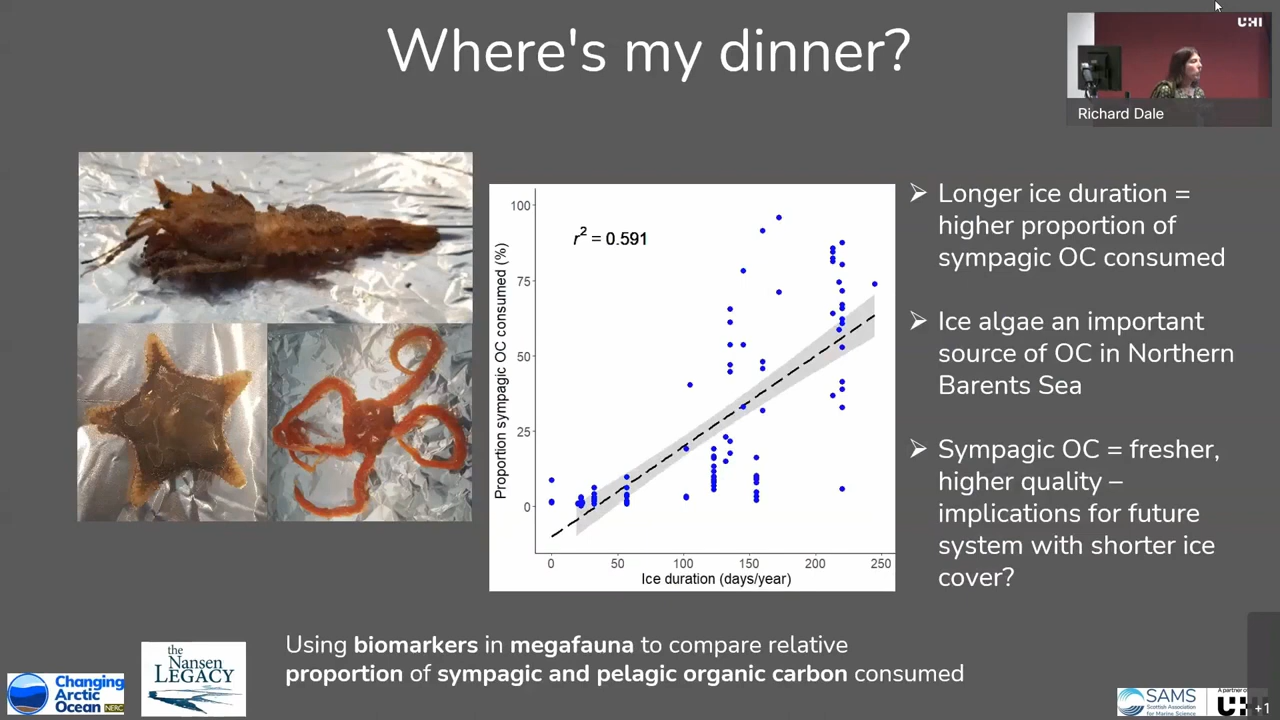 Where's my dinner?
UHI
Richard Dale
100
75
50
25
0
r² = 0.591
Proportion sympagic OC consumed (%)
0 50 100 150 200 250
Ice duration (days/year)
➢ Longer ice duration =
higher proportion of
sympagic OC consumed
➢ Ice algae an important
source of OC in Northern
Barents Sea
➢ Sympagic OC = fresher,
higher quality –
implications for future
system with shorter ice
cover?
Using biomarkers in megafauna to compare relative
proportion of sympagic and pelagic organic carbon consumed
Changing
Arctic
Ocean NERC
the
Nansen
LEGACY
SAMS
Scottish Association
for Marine Science
A partner of
+1